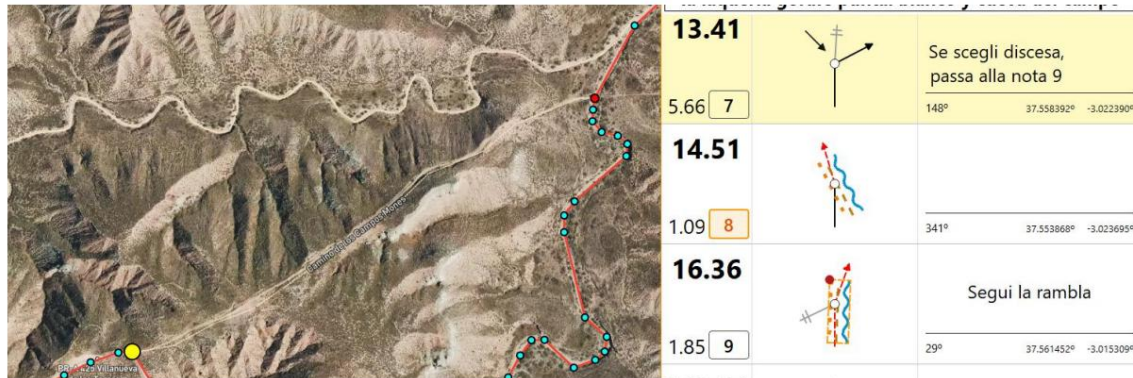 13.41
Se scegli discesa,
passa alla nota 9
5.66 7
148º 37.558392º -3.022390º
14.51
1.09 8
341º 37.553868º -3.023695º
16.36
Segui la rambla
1.85 9
29º 37.561452º -3.015309º
Camino de los Campos Mones
Villanueva